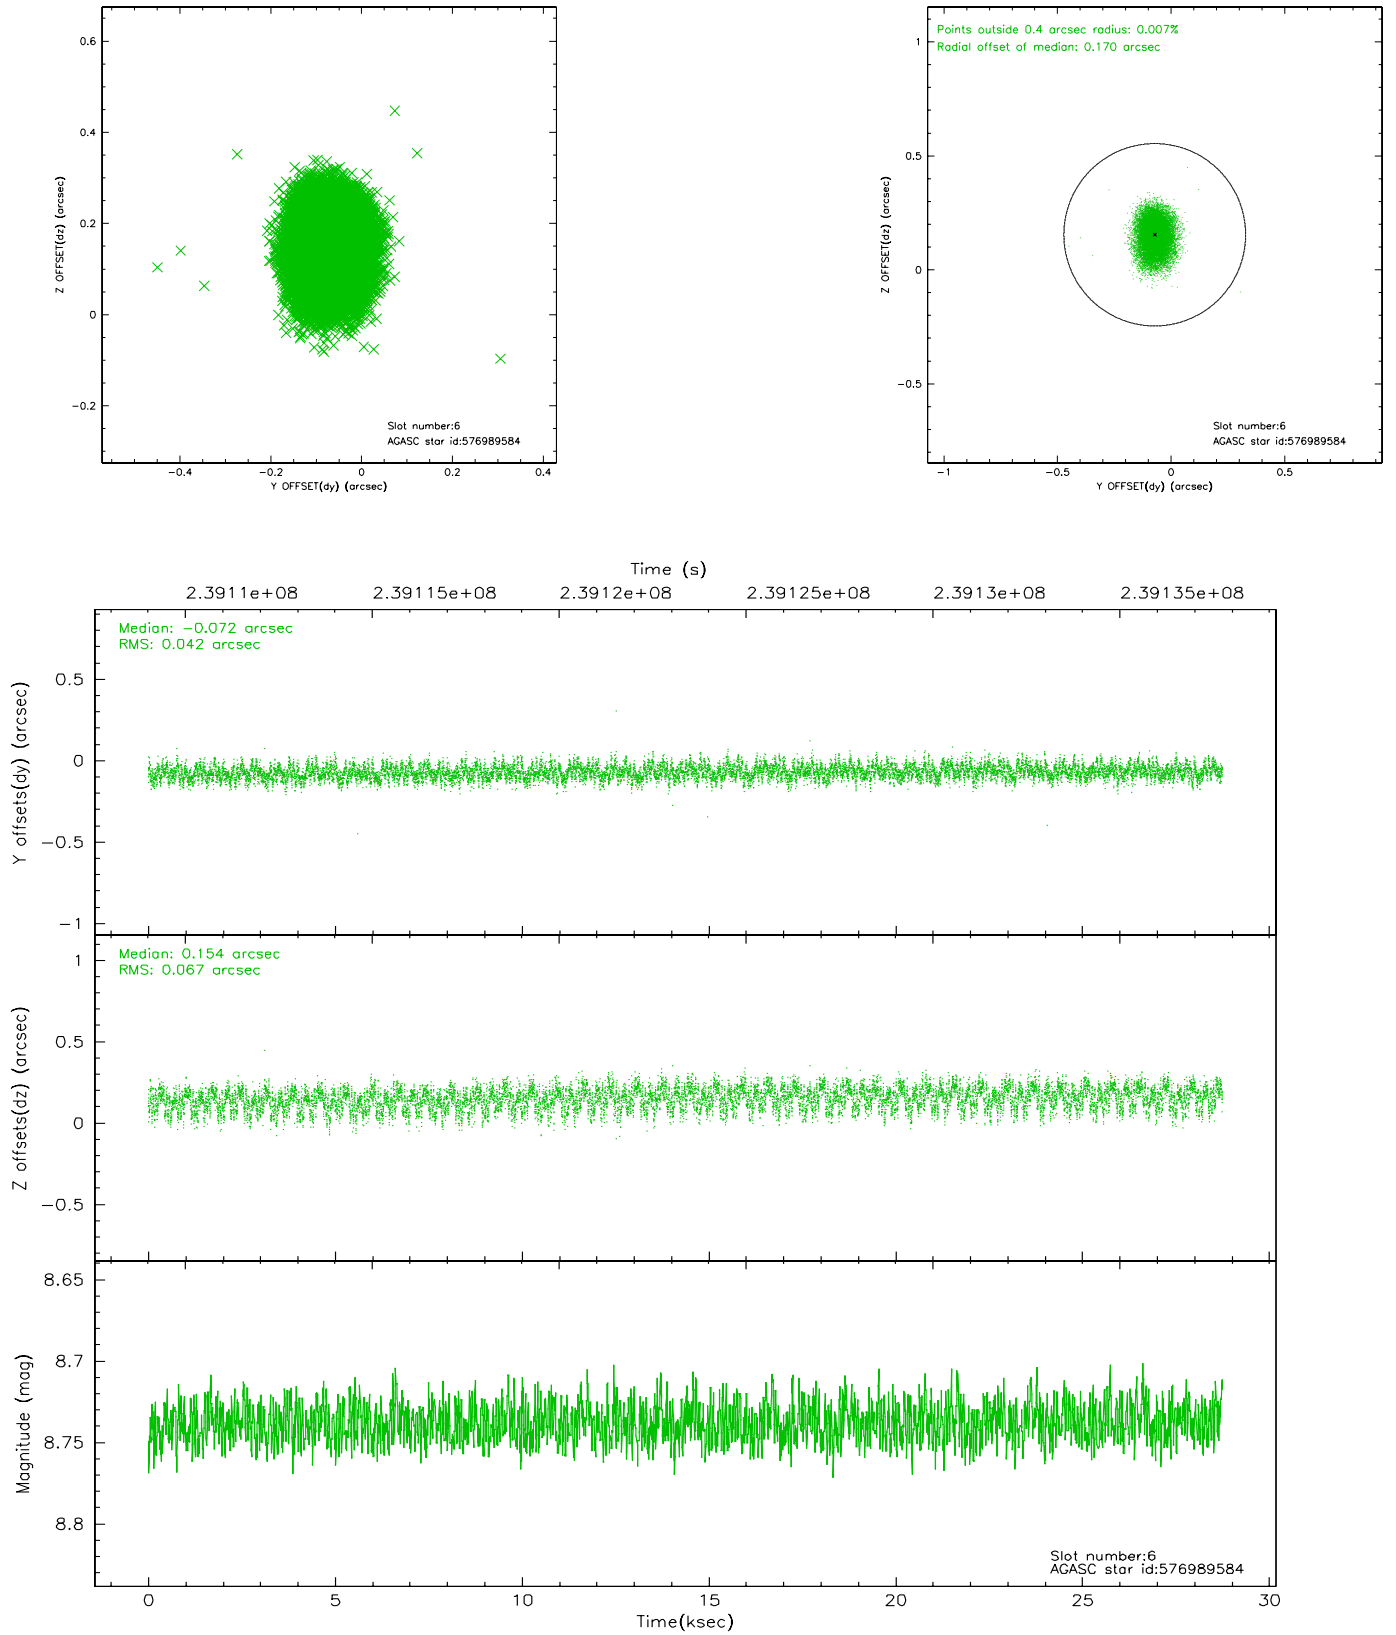 0.6
0.4
0.2
0
−0.2
Z OFFSET(dz) (arcsec)
Slot number:6
AGASC star id:576989584
−0.4
−0.2
0
0.2
0.4
Y OFFSET(dy) (arcsec)
Points outside 0.4 arcsec radius: 0.007%
Radial offset of median: 0.170 arcsec
1
0.5
0
−0.5
Z OFFSET(dz) (arcsec)
Slot number:6
AGASC star id:576989584
−1
−0.5
0
0.5
Y OFFSET(dy) (arcsec)
Time (s)
2.3911e+08
2.39115e+08
2.3912e+08
2.39125e+08
2.3913e+08
2.39135e+08
Median: −0.072 arcsec
RMS: 0.042 arcsec
0.5
0
−0.5
−1
Y offsets(dy) (arcsec)
Median: 0.154 arcsec
RMS: 0.067 arcsec
1
0.5
0
−0.5
Z offsets(dz) (arcsec)
8.65
8.7
8.75
8.8
Magnitude (mag)
Slot number:6
AGASC star id:576989584
0
5
10
15
20
25
30
Time(ksec)